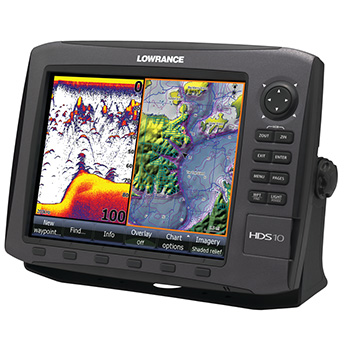 LOWRANCE
0
100
ZOUT ZIN
EXIT ENTER
MENU PAGES
WPT LIGHT
HDS10
New waypoint... Find... Info Overlay Off Chart options Imagery Shaded relief